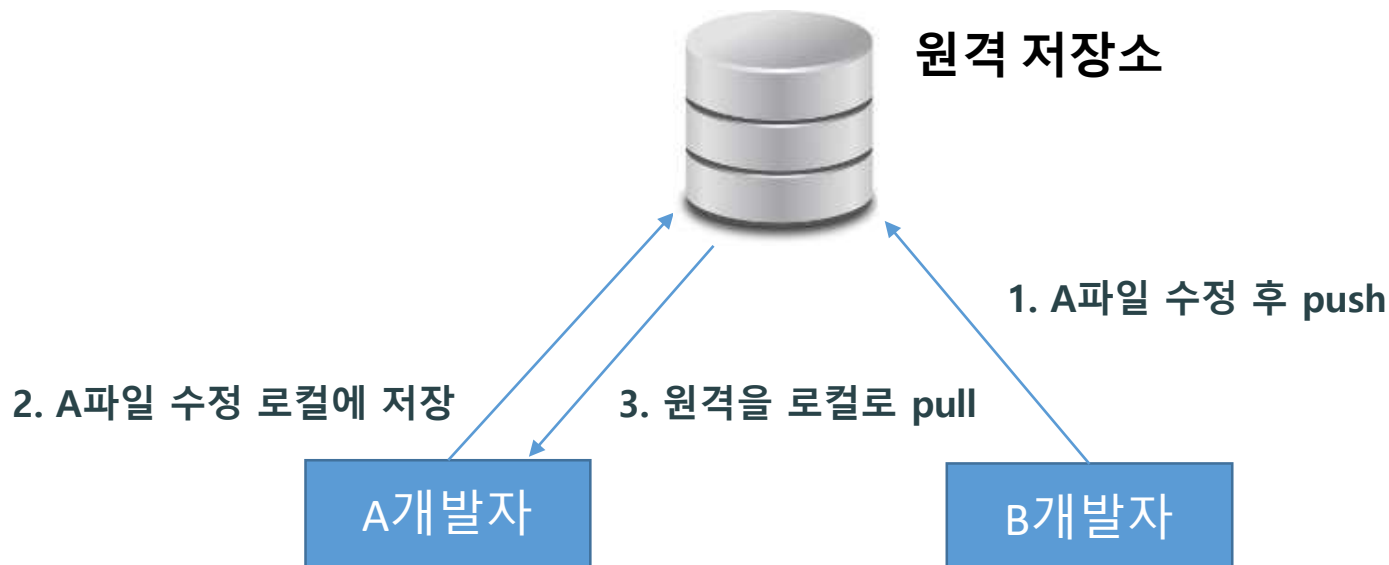 원격 저장소
1. A파일 수정 후 push
2. A파일 수정 로컬에 저장
3. 원격을 로컬로 pull
A개발자
B개발자